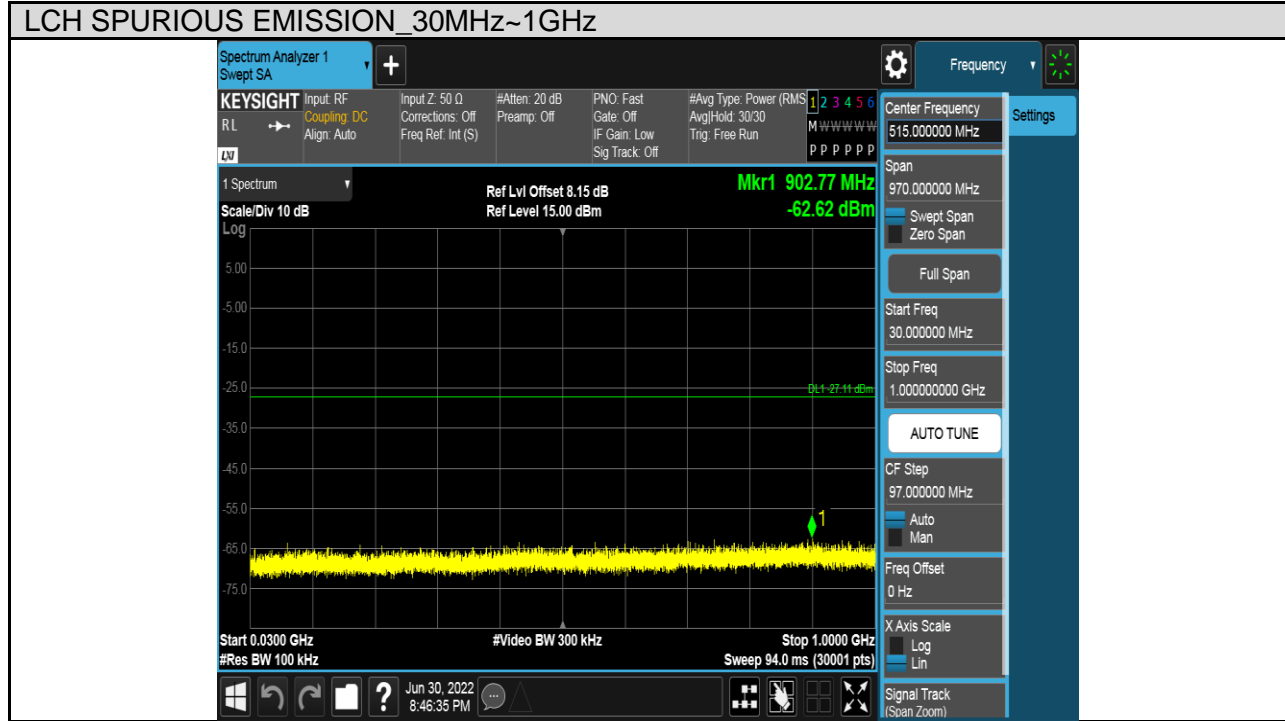 LCH SPURIOUS EMISSION_30MHz~1GHz
Spectrum Analyzer 1
Swept SA
+
Frequency
KEYSIGHT
RL
LXI
Input: RF
Coupling: DC
Align: Auto
Input Z: 50 Ω
Corrections: Off
Freq Ref: Int (S)
#Atten: 20 dB
Preamp: Off
PNO: Fast
Gate: Off
IF Gain: Low
Sig Track: Off
#Avg Type: Power (RMS
Avg|Hold: 30/30
Trig: Free Run
1 2 3 4 5 6
M W W W W W
P P P P P P
1 Spectrum
Scale/Div 10 dB
Log
Ref Lvl Offset 8.15 dB
Ref Level 15.00 dBm
Mkr1 902.77 MHz
-62.62 dBm
5.00
-5.00
-15.0
-25.0
DL1 -27.11 dBm
-35.0
-45.0
-55.0
1
-65.0
-75.0
Start 0.0300 GHz
#Res BW 100 kHz
#Video BW 300 kHz
Stop 1.0000 GHz
Sweep 94.0 ms (30001 pts)
?
Jun 30, 2022
8:46:35 PM
Center Frequency
515.000000 MHz
Settings
Span
970.000000 MHz
Swept Span
Zero Span
Full Span
Start Freq
30.000000 MHz
Stop Freq
1.000000000 GHz
AUTO TUNE
CF Step
97.000000 MHz
Auto
Man
Freq Offset
0 Hz
X Axis Scale
Log
Lin
Signal Track
(Span Zoom)